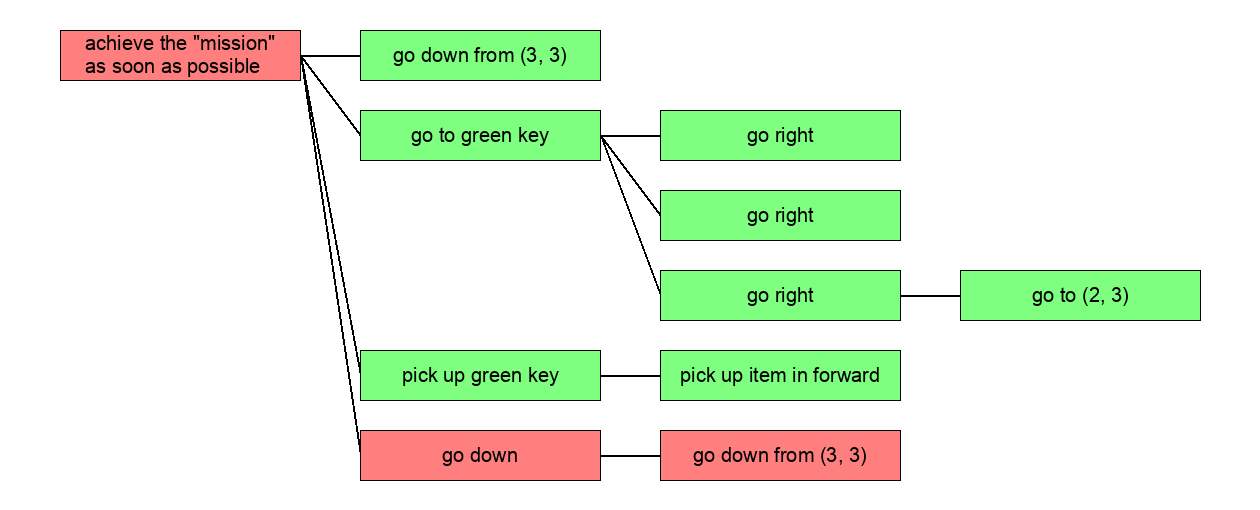 achieve the "mission"
as soon as possible
go down from (3, 3)
go to green key
go right
go right
go right
go to (2, 3)
pick up green key
pick up item in forward
go down
go down from (3, 3)